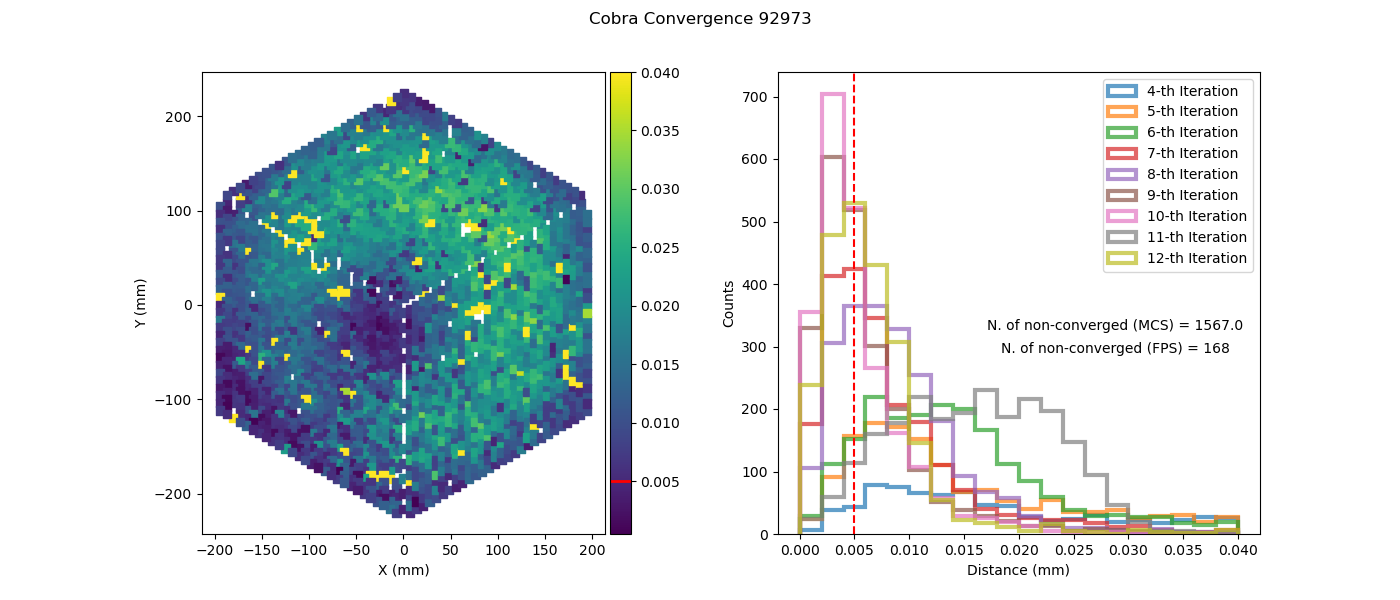 Cobra Convergence 92973
Y (mm)
200
100
0
−100
−200
−200 −150 −100 −50 0 50 100 150 200
X (mm)
0.040
0.035
0.030
0.025
0.020
0.015
0.010
0.005
Counts
700
600
500
400
300
200
100
0
4-th Iteration
5-th Iteration
6-th Iteration
7-th Iteration
8-th Iteration
9-th Iteration
10-th Iteration
11-th Iteration
12-th Iteration
N. of non-converged (MCS) = 1567.0
N. of non-converged (FPS) = 168
0.000 0.005 0.010 0.015 0.020 0.025 0.030 0.035 0.040
Distance (mm)